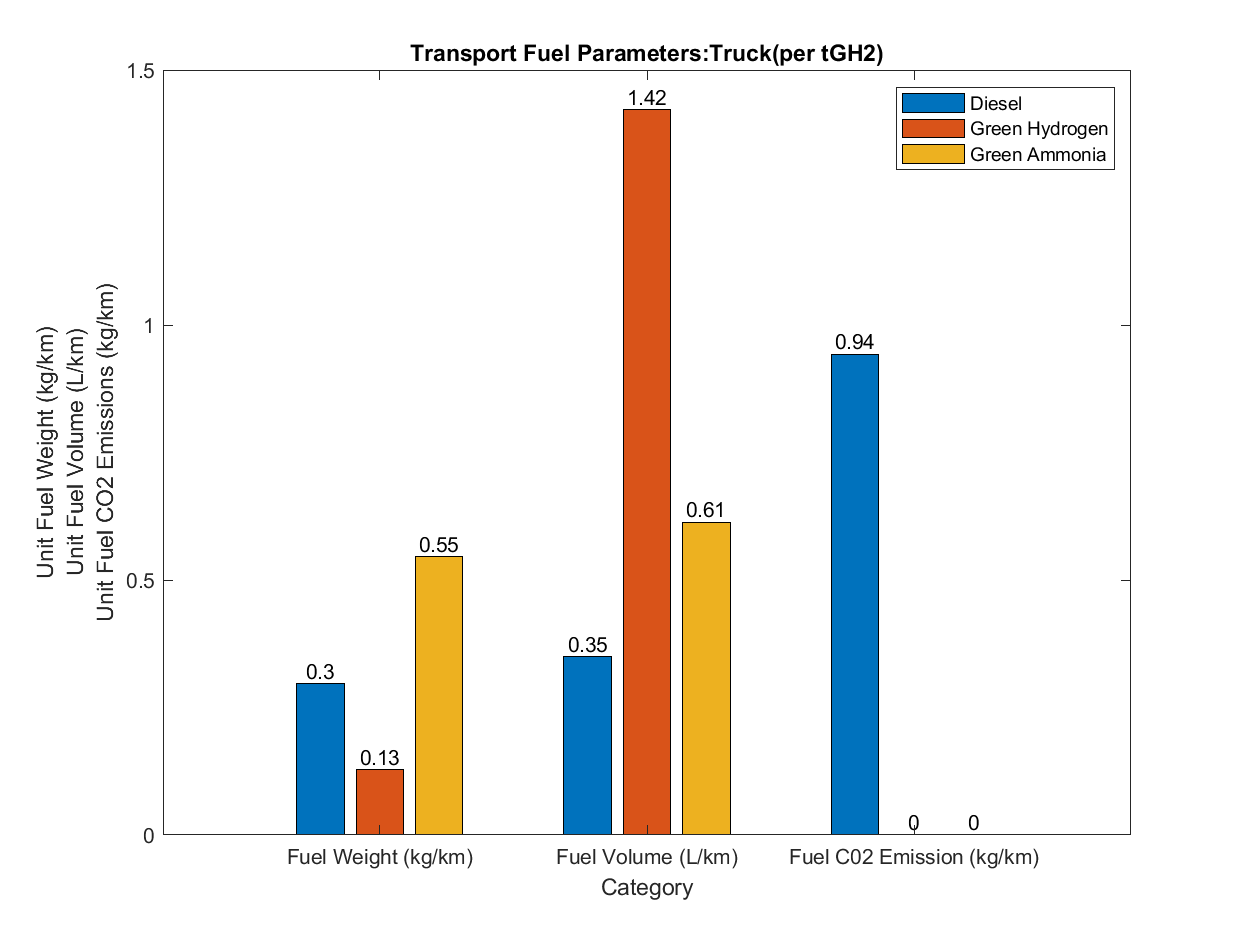 Transport Fuel Parameters:Truck(per tGH2)
Diesel
Green Hydrogen
Green Ammonia
Unit Fuel Weight (kg/km)
Unit Fuel Volume (L/km)
Unit Fuel CO2 Emissions (kg/km)
1.5
1
0.5
0
0.3
0.13
0.55
0.35
1.42
0.61
0.94
0
0
Fuel Weight (kg/km)
Fuel Volume (L/km)
Fuel C02 Emission (kg/km)
Category